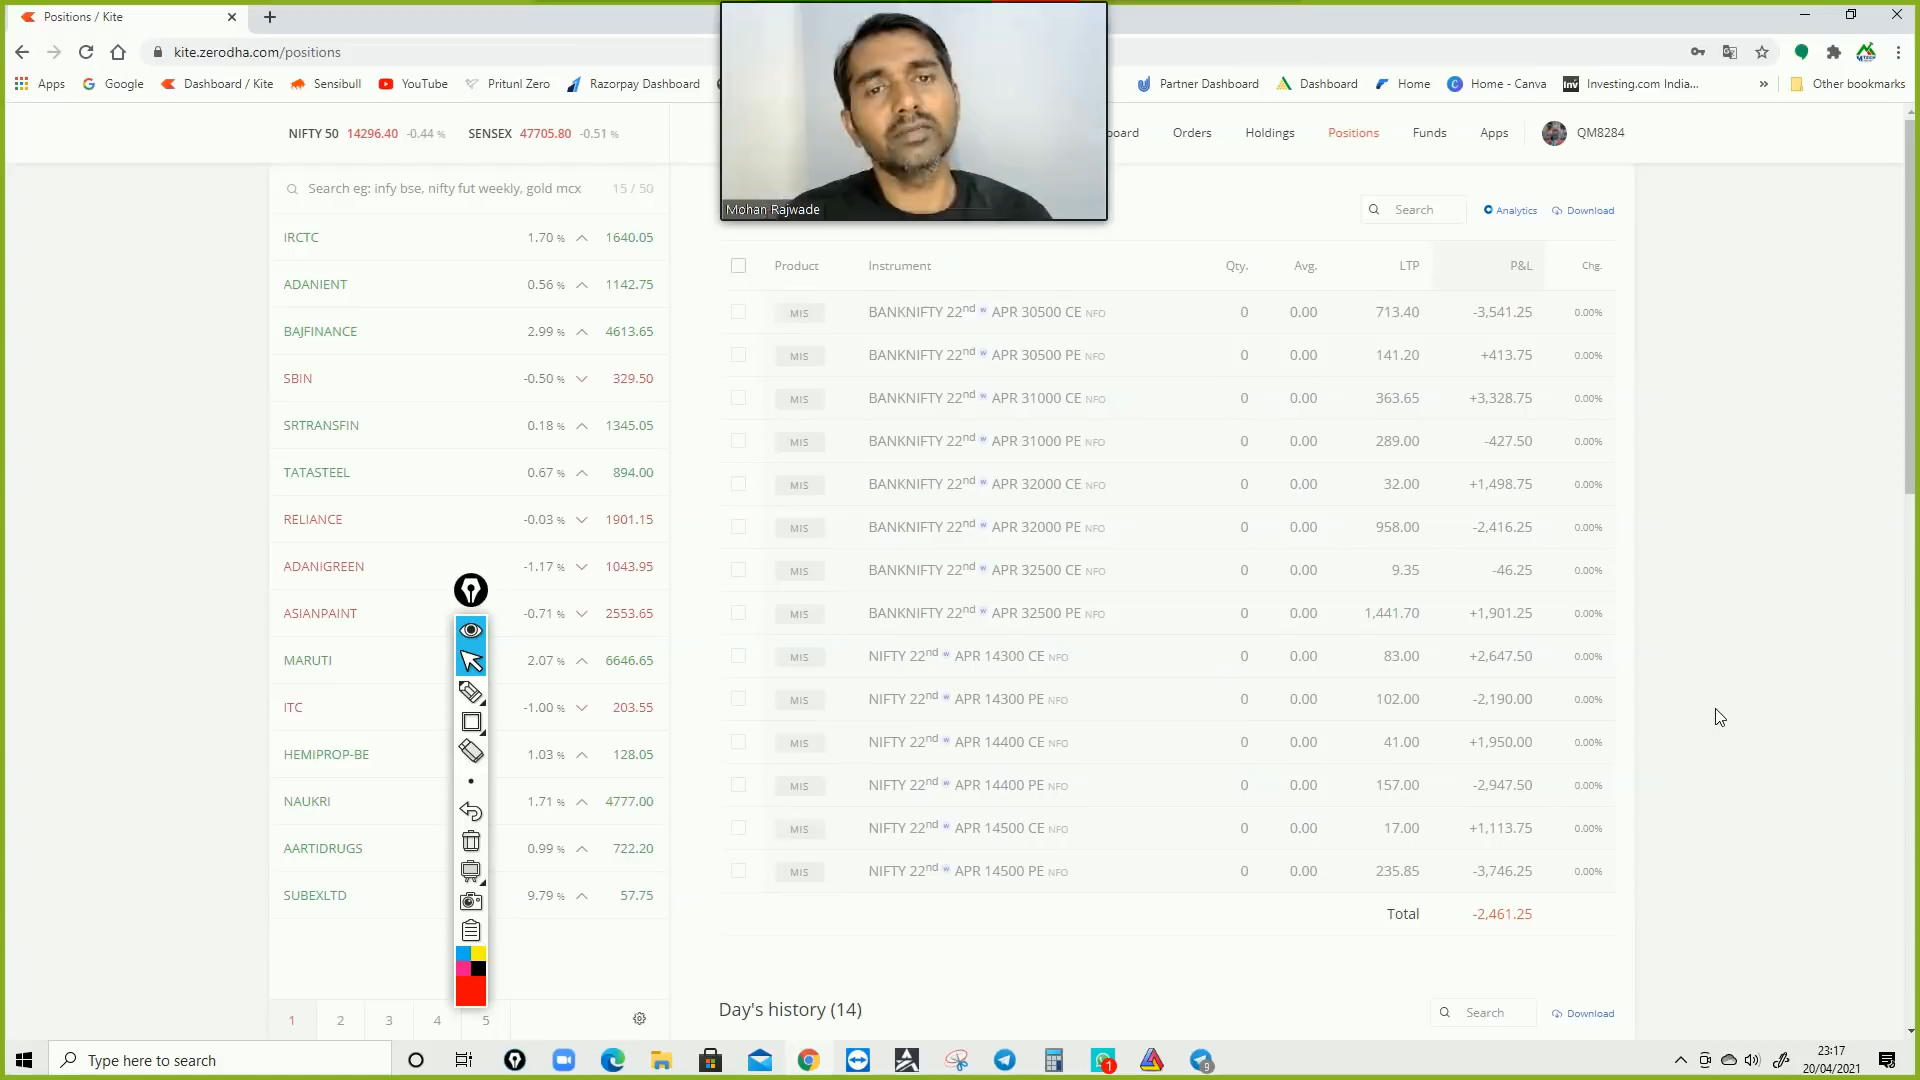 Positions / Kite
kite.zerodha.com/positions
Apps
Google
Dashboard / Kite
Sensibull
YouTube
Pritunl Zero
Razorpay Dashboard
Partner Dashboard
Dashboard
Home
Home - Canva
Inv
Investing.com India...
Other bookmarks
NIFTY 50 14296.40 -0.44 %
SENSEX 47705.80 -0.51 %
board
Orders
Holdings
Positions
Funds
Apps
QM8284
Mohan Rajwade
Search eg: infy bse, nifty fut weekly, gold mcx 15 / 50
IRCTC 1.70 % 1640.05
ADANIENT 0.56 % 1142.75
BAJFINANCE 2.99 % 4613.65
SBIN -0.50 % 329.50
SRTRANSFIN 0.18 % 1345.05
TATASTEEL 0.67 % 894.00
RELIANCE -0.03 % 1901.15
ADANIGREEN -1.17 % 1043.95
ASIANPAINT -0.71 % 2553.65
MARUTI 2.07 % 6646.65
ITC -1.00 % 203.55
HEMIPROP-BE 1.03 % 128.05
NAUKRI 1.71 % 4777.00
AARTIDRUGS 0.99 % 722.20
SUBEXLTD 9.79 % 57.75
1 2 3 4 5
Search Analytics Download
Product Instrument Qty. Avg. LTP P&L Chg.
MIS BANKNIFTY 22nd w APR 30500 CE NFO 0 0.00 713.40 -3,541.25 0.00%
MIS BANKNIFTY 22nd w APR 30500 PE NFO 0 0.00 141.20 +413.75 0.00%
MIS BANKNIFTY 22nd w APR 31000 CE NFO 0 0.00 363.65 +3,328.75 0.00%
MIS BANKNIFTY 22nd w APR 31000 PE NFO 0 0.00 289.00 -427.50 0.00%
MIS BANKNIFTY 22nd w APR 32000 CE NFO 0 0.00 32.00 +1,498.75 0.00%
MIS BANKNIFTY 22nd w APR 32000 PE NFO 0 0.00 958.00 -2,416.25 0.00%
MIS BANKNIFTY 22nd w APR 32500 CE NFO 0 0.00 9.35 -46.25 0.00%
MIS BANKNIFTY 22nd w APR 32500 PE NFO 0 0.00 1,441.70 +1,901.25 0.00%
MIS NIFTY 22nd w APR 14300 CE NFO 0 0.00 83.00 +2,647.50 0.00%
MIS NIFTY 22nd w APR 14300 PE NFO 0 0.00 102.00 -2,190.00 0.00%
MIS NIFTY 22nd w APR 14400 CE NFO 0 0.00 41.00 +1,950.00 0.00%
MIS NIFTY 22nd w APR 14400 PE NFO 0 0.00 157.00 -2,947.50 0.00%
MIS NIFTY 22nd w APR 14500 CE NFO 0 0.00 17.00 +1,113.75 0.00%
MIS NIFTY 22nd w APR 14500 PE NFO 0 0.00 235.85 -3,746.25 0.00%
Total -2,461.25
Day's history (14)
Search Download
Type here to search
1
9
23:17
20/04/2021